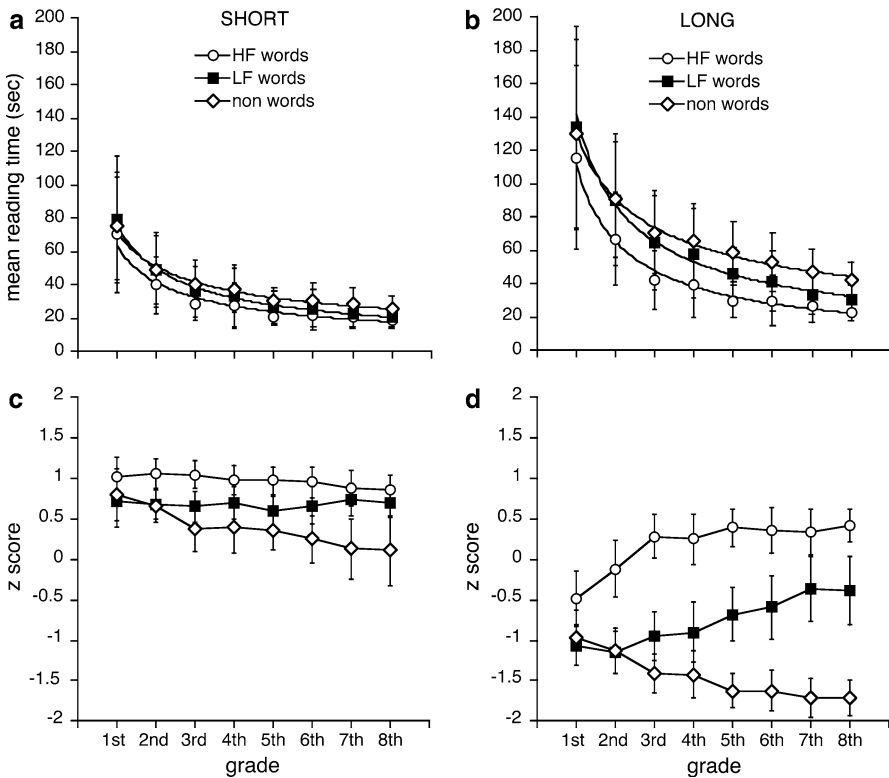 a
SHORT
HF words
LF words
non words
mean reading time (sec)
200
180
160
140
120
100
80
60
40
20
0
b
LONG
HF words
LF words
non words
200
180
160
140
120
100
80
60
40
20
0
c
z score
2
1.5
1
0.5
0
-0.5
-1
-1.5
-2
1st 2nd 3rd 4th 5th 6th 7th 8th
grade
d
z score
2
1.5
1
0.5
0
-0.5
-1
-1.5
-2
1st 2nd 3rd 4th 5th 6th 7th 8th
grade